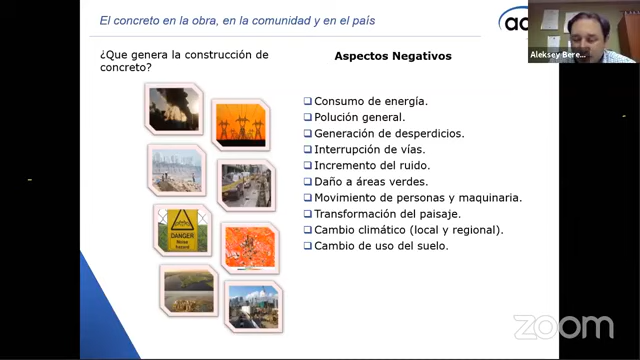 El concreto en la obra, en la comunidad y en el país
Aleksey Bere...
¿Que genera la construcción de
concreto?
Aspectos Negativos
Consumo de energía.
Polución general.
Generación de desperdicios.
Interrupción de vías.
Incremento del ruido.
Daño a áreas verdes.
Movimiento de personas y maquinaria.
Transformación del paisaje.
Cambio climático (local y regional).
Cambio de uso del suelo.
DANGER
Noise
hazard
zoom